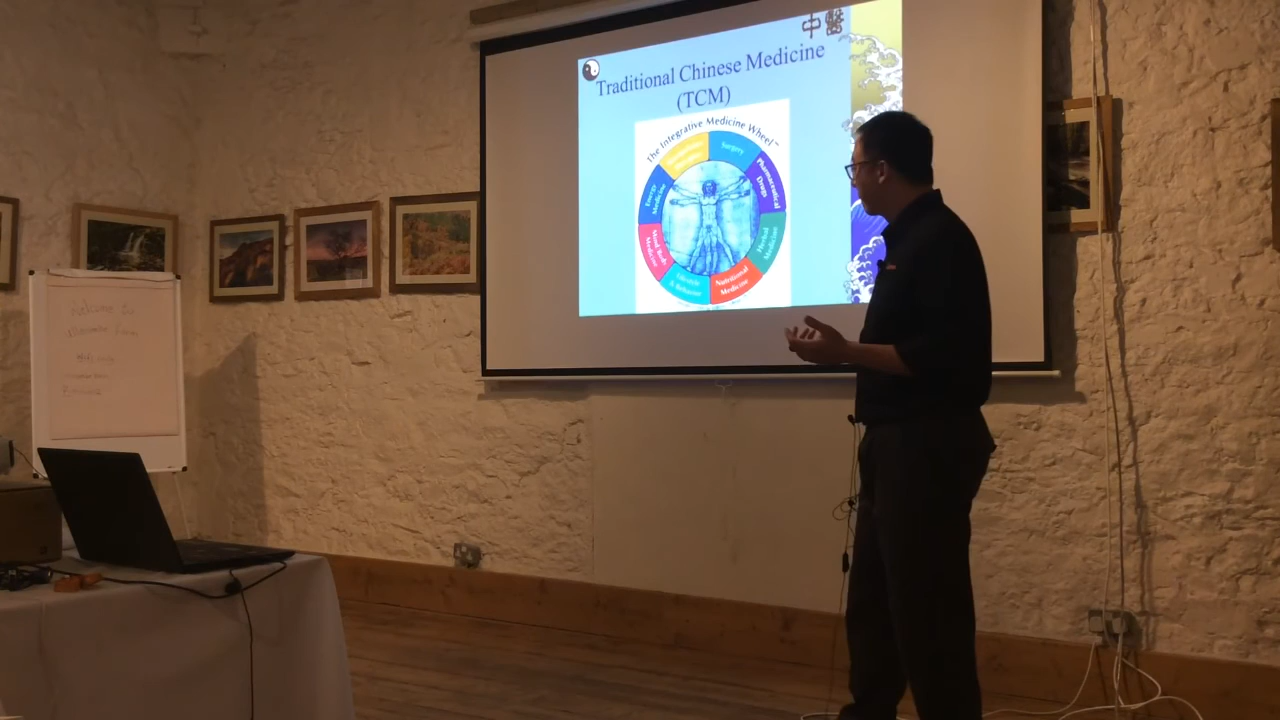 中醫
Traditional Chinese Medicine
(TCM)
The Integrative Medicine Wheel™
Surgery
Pharmaceutical
Drugs
Herbal
Medicine
Nutritional
Medicine
Lifestyle
& Behavior
Mind-Body
Medicine
Energy
Medicine
Welcome to